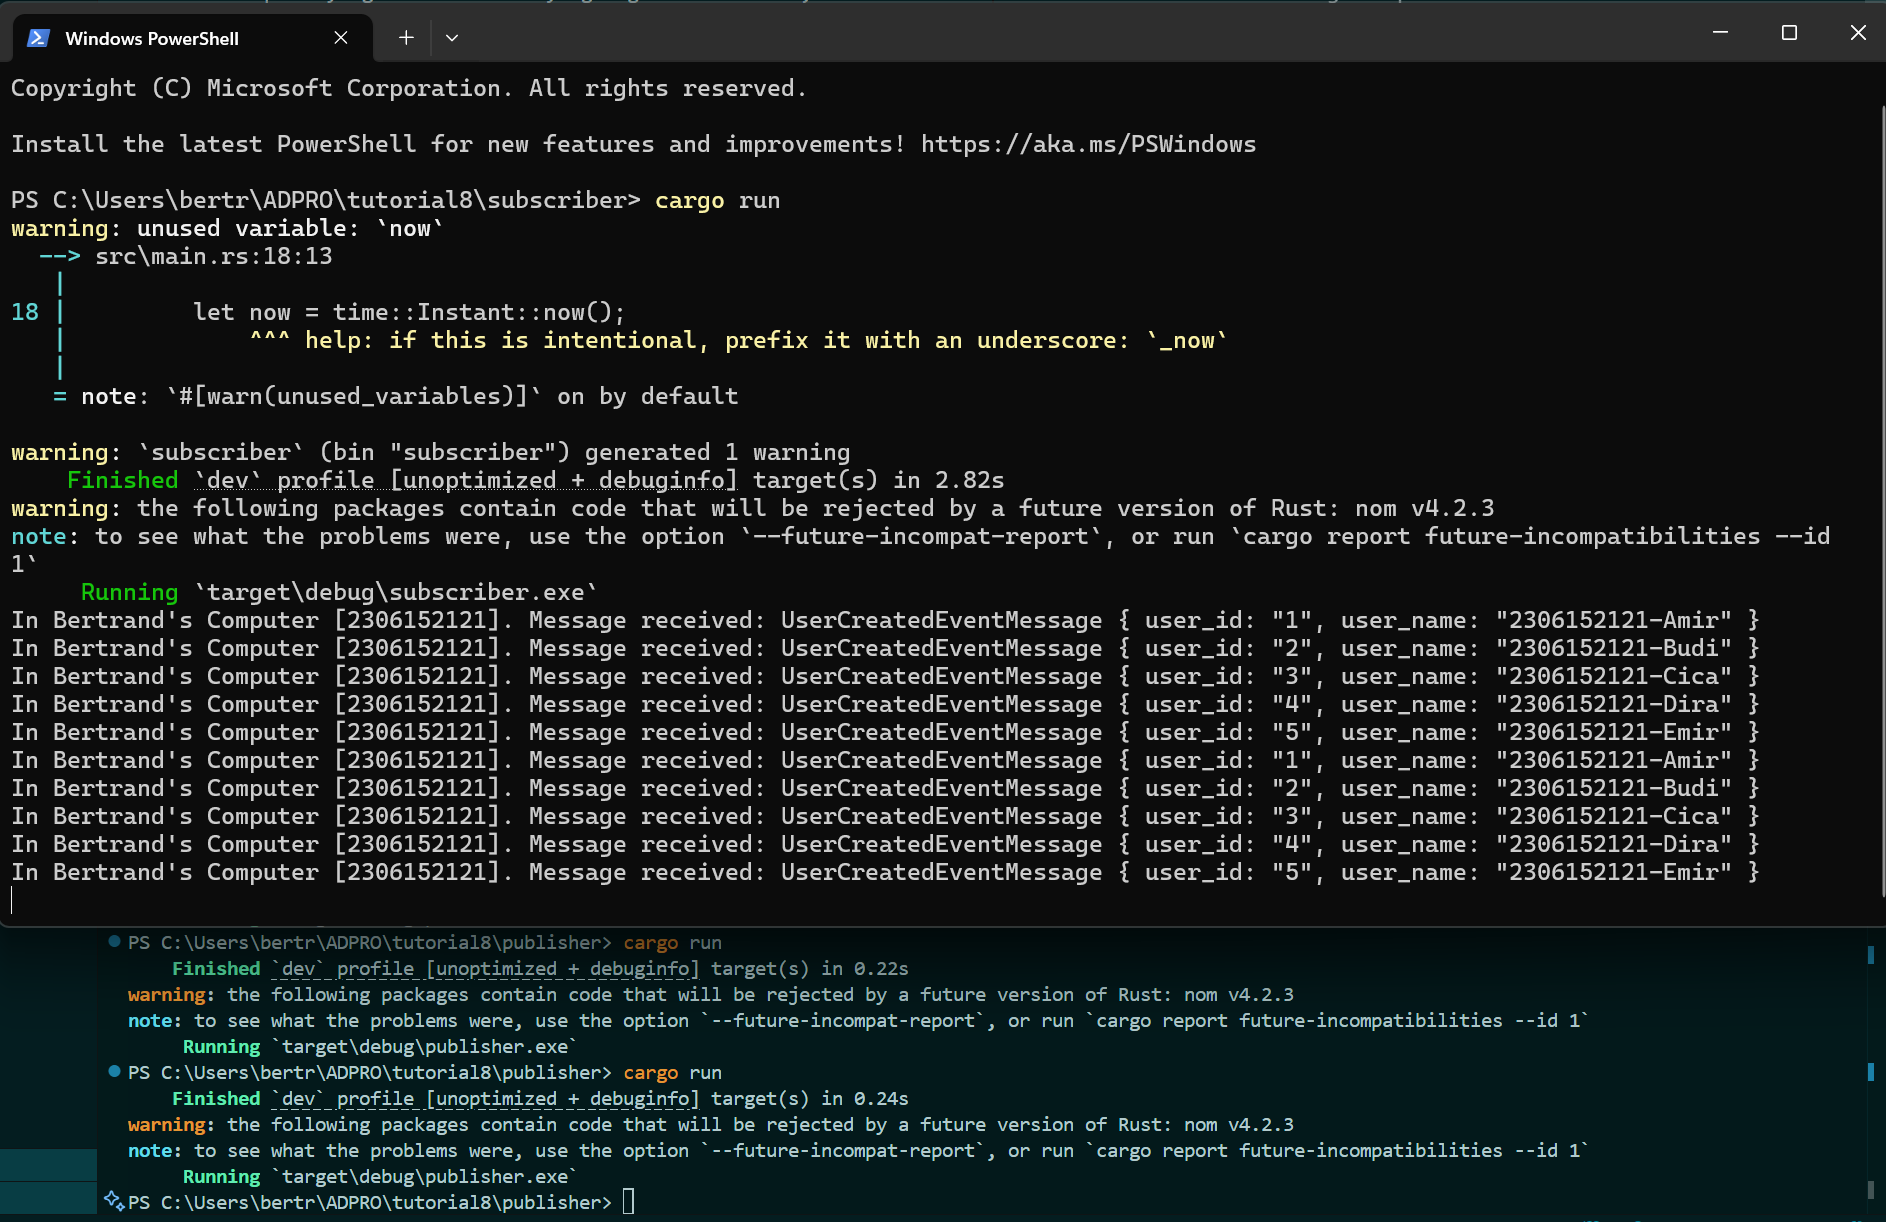 Windows PowerShell
Copyright (C) Microsoft Corporation. All rights reserved.
Install the latest PowerShell for new features and improvements! https://aka.ms/PSWindows
PS C:\Users\bertr\ADPRO\tutorial8\subscriber> cargo run
warning: unused variable: `now`
  --> src\main.rs:18:13
   |
18 |         let now = time::Instant::now();
   |             ^^^ help: if this is intentional, prefix it with an underscore: `_now`
   |
   = note: `#[warn(unused_variables)]` on by default
warning: `subscriber` (bin "subscriber") generated 1 warning
    Finished `dev` profile [unoptimized + debuginfo] target(s) in 2.82s
warning: the following packages contain code that will be rejected by a future version of Rust: nom v4.2.3
note: to see what the problems were, use the option `--future-incompat-report`, or run `cargo report future-incompatibilities --id
1`
     Running `target\debug\subscriber.exe`
In Bertrand's Computer [2306152121]. Message received: UserCreatedEventMessage { user_id: "1", user_name: "2306152121-Amir" }
In Bertrand's Computer [2306152121]. Message received: UserCreatedEventMessage { user_id: "2", user_name: "2306152121-Budi" }
In Bertrand's Computer [2306152121]. Message received: UserCreatedEventMessage { user_id: "3", user_name: "2306152121-Cica" }
In Bertrand's Computer [2306152121]. Message received: UserCreatedEventMessage { user_id: "4", user_name: "2306152121-Dira" }
In Bertrand's Computer [2306152121]. Message received: UserCreatedEventMessage { user_id: "5", user_name: "2306152121-Emir" }
In Bertrand's Computer [2306152121]. Message received: UserCreatedEventMessage { user_id: "1", user_name: "2306152121-Amir" }
In Bertrand's Computer [2306152121]. Message received: UserCreatedEventMessage { user_id: "2", user_name: "2306152121-Budi" }
In Bertrand's Computer [2306152121]. Message received: UserCreatedEventMessage { user_id: "3", user_name: "2306152121-Cica" }
In Bertrand's Computer [2306152121]. Message received: UserCreatedEventMessage { user_id: "4", user_name: "2306152121-Dira" }
In Bertrand's Computer [2306152121]. Message received: UserCreatedEventMessage { user_id: "5", user_name: "2306152121-Emir" }
PS C:\Users\bertr\ADPRO\tutorial8\publisher> cargo run
    Finished `dev` profile [unoptimized + debuginfo] target(s) in 0.22s
warning: the following packages contain code that will be rejected by a future version of Rust: nom v4.2.3
note: to see what the problems were, use the option `--future-incompat-report`, or run `cargo report future-incompatibilities --id 1`
     Running `target\debug\publisher.exe`
PS C:\Users\bertr\ADPRO\tutorial8\publisher> cargo run
    Finished `dev` profile [unoptimized + debuginfo] target(s) in 0.24s
warning: the following packages contain code that will be rejected by a future version of Rust: nom v4.2.3
note: to see what the problems were, use the option `--future-incompat-report`, or run `cargo report future-incompatibilities --id 1`
     Running `target\debug\publisher.exe`
PS C:\Users\bertr\ADPRO\tutorial8\publisher>